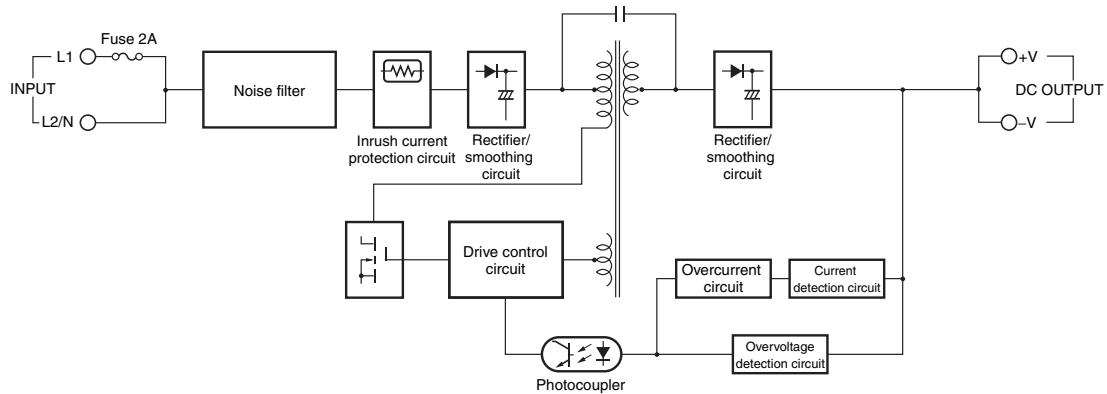 Fuse 2A
L1
INPUT
L2/N
Noise filter
Inrush current
protection circuit
Rectifier/
smoothing
circuit
Rectifier/
smoothing
circuit
+V
DC OUTPUT
–V
Drive control
circuit
Overcurrent
circuit
Current
detection circuit
Overvoltage
detection circuit
Photocoupler